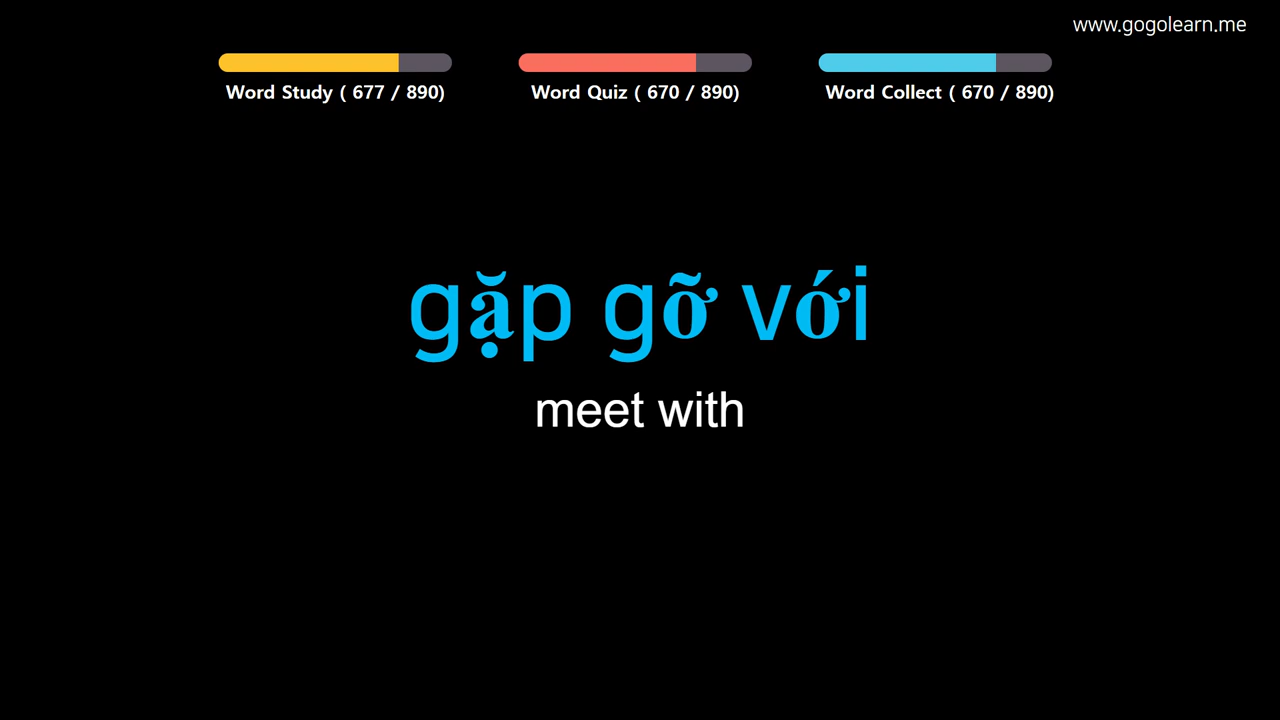 www.gogolearn.me
Word Study ( 677 / 890) Word Quiz ( 670 / 890) Word Collect ( 670 / 890)
gặp gỡ với
meet with